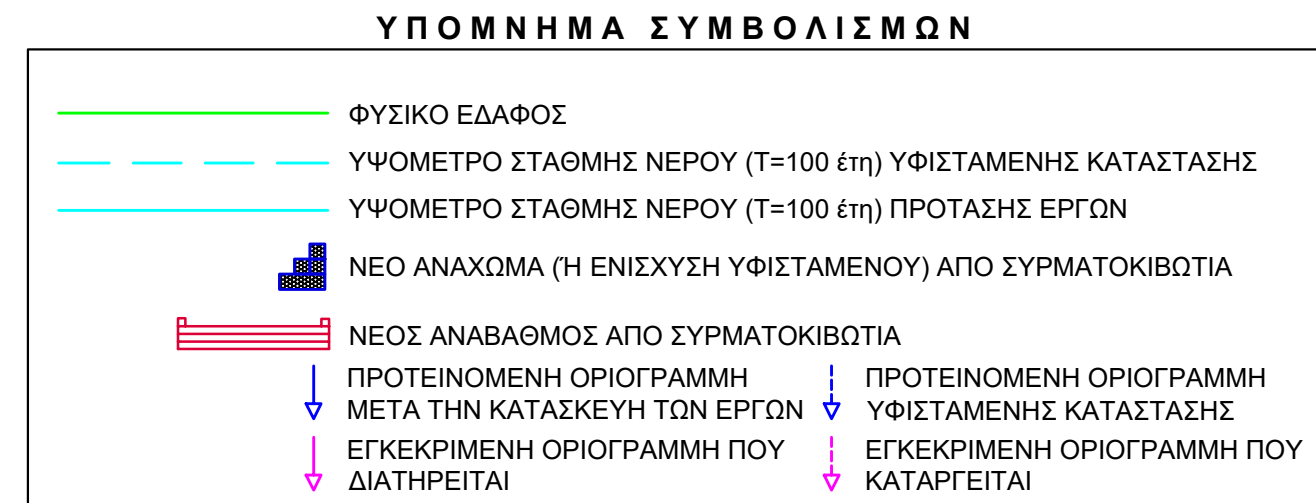 ΥΠΟΜΝΗΜΑ ΣΥΜΒΟΛΙΣΜΩΝ
ΦΥΣΙΚΟ ΕΔΑΦΟΣ
ΥΨΟΜΕΤΡΟ ΣΤΑΘΜΗΣ ΝΕΡΟΥ (Τ=100 έτη) ΥΦΙΣΤΑΜΕΝΗΣ ΚΑΤΑΣΤΑΣΗΣ
ΥΨΟΜΕΤΡΟ ΣΤΑΘΜΗΣ ΝΕΡΟΥ (Τ=100 έτη) ΠΡΟΤΑΣΗΣ ΕΡΓΩΝ
ΝΕΟ ΑΝΑΧΩΜΑ (Ή ΕΝΙΣΧΥΣΗ ΥΦΙΣΤΑΜΕΝΟΥ) ΑΠΟ ΣΥΡΜΑΤΟΚΙΒΩΤΙΑ
ΝΕΟΣ ΑΝΑΒΑΘΜΟΣ ΑΠΟ ΣΥΡΜΑΤΟΚΙΒΩΤΙΑ
ΠΡΟΤΕΙΝΟΜΕΝΗ ΟΡΙΟΓΡΑΜΜΗ
ΜΕΤΑ ΤΗΝ ΚΑΤΑΣΚΕΥΗ ΤΩΝ ΕΡΓΩΝ
ΠΡΟΤΕΙΝΟΜΕΝΗ ΟΡΙΟΓΡΑΜΜΗ
ΥΦΙΣΤΑΜΕΝΗΣ ΚΑΤΑΣΤΑΣΗΣ
ΕΓΚΕΚΡΙΜΕΝΗ ΟΡΙΟΓΡΑΜΜΗ ΠΟΥ
ΔΙΑΤΗΡΕΙΤΑΙ
ΕΓΚΕΚΡΙΜΕΝΗ ΟΡΙΟΓΡΑΜΜΗ ΠΟΥ
ΚΑΤΑΡΓΕΙΤΑΙ